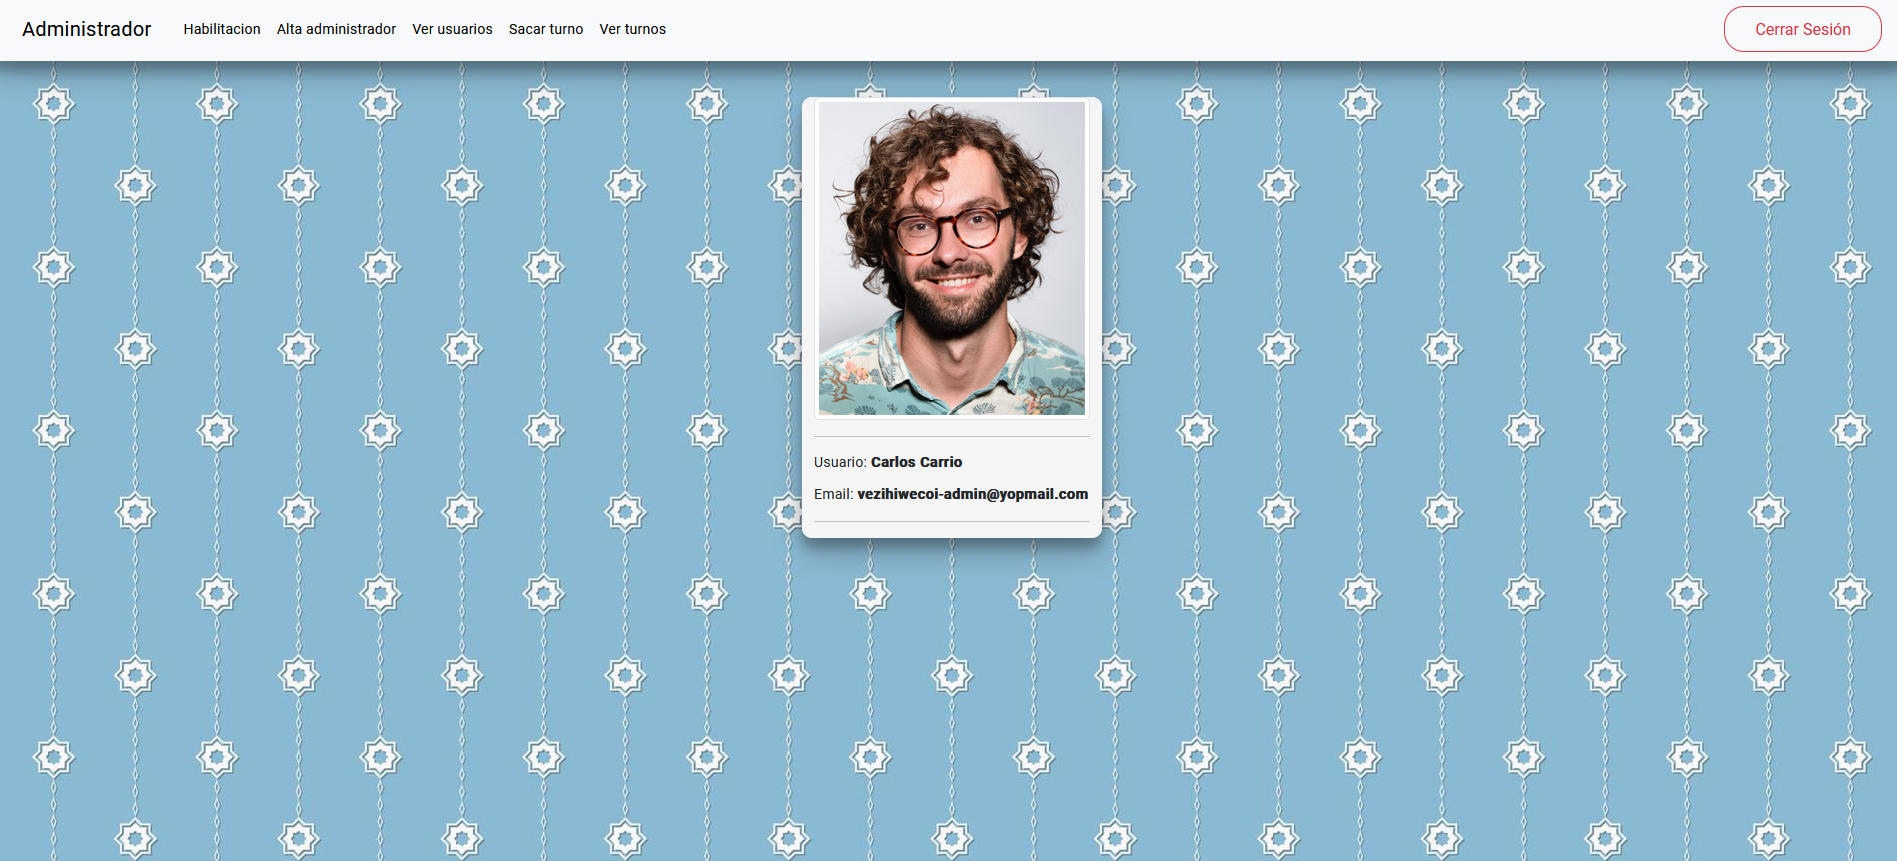 Administrador Habilitacion Alta administrador Ver usuarios Sacar turno Ver turnos Cerrar Sesión
Usuario: Carlos Carrio
Email: vezihiwecoi-admin@yopmail.com